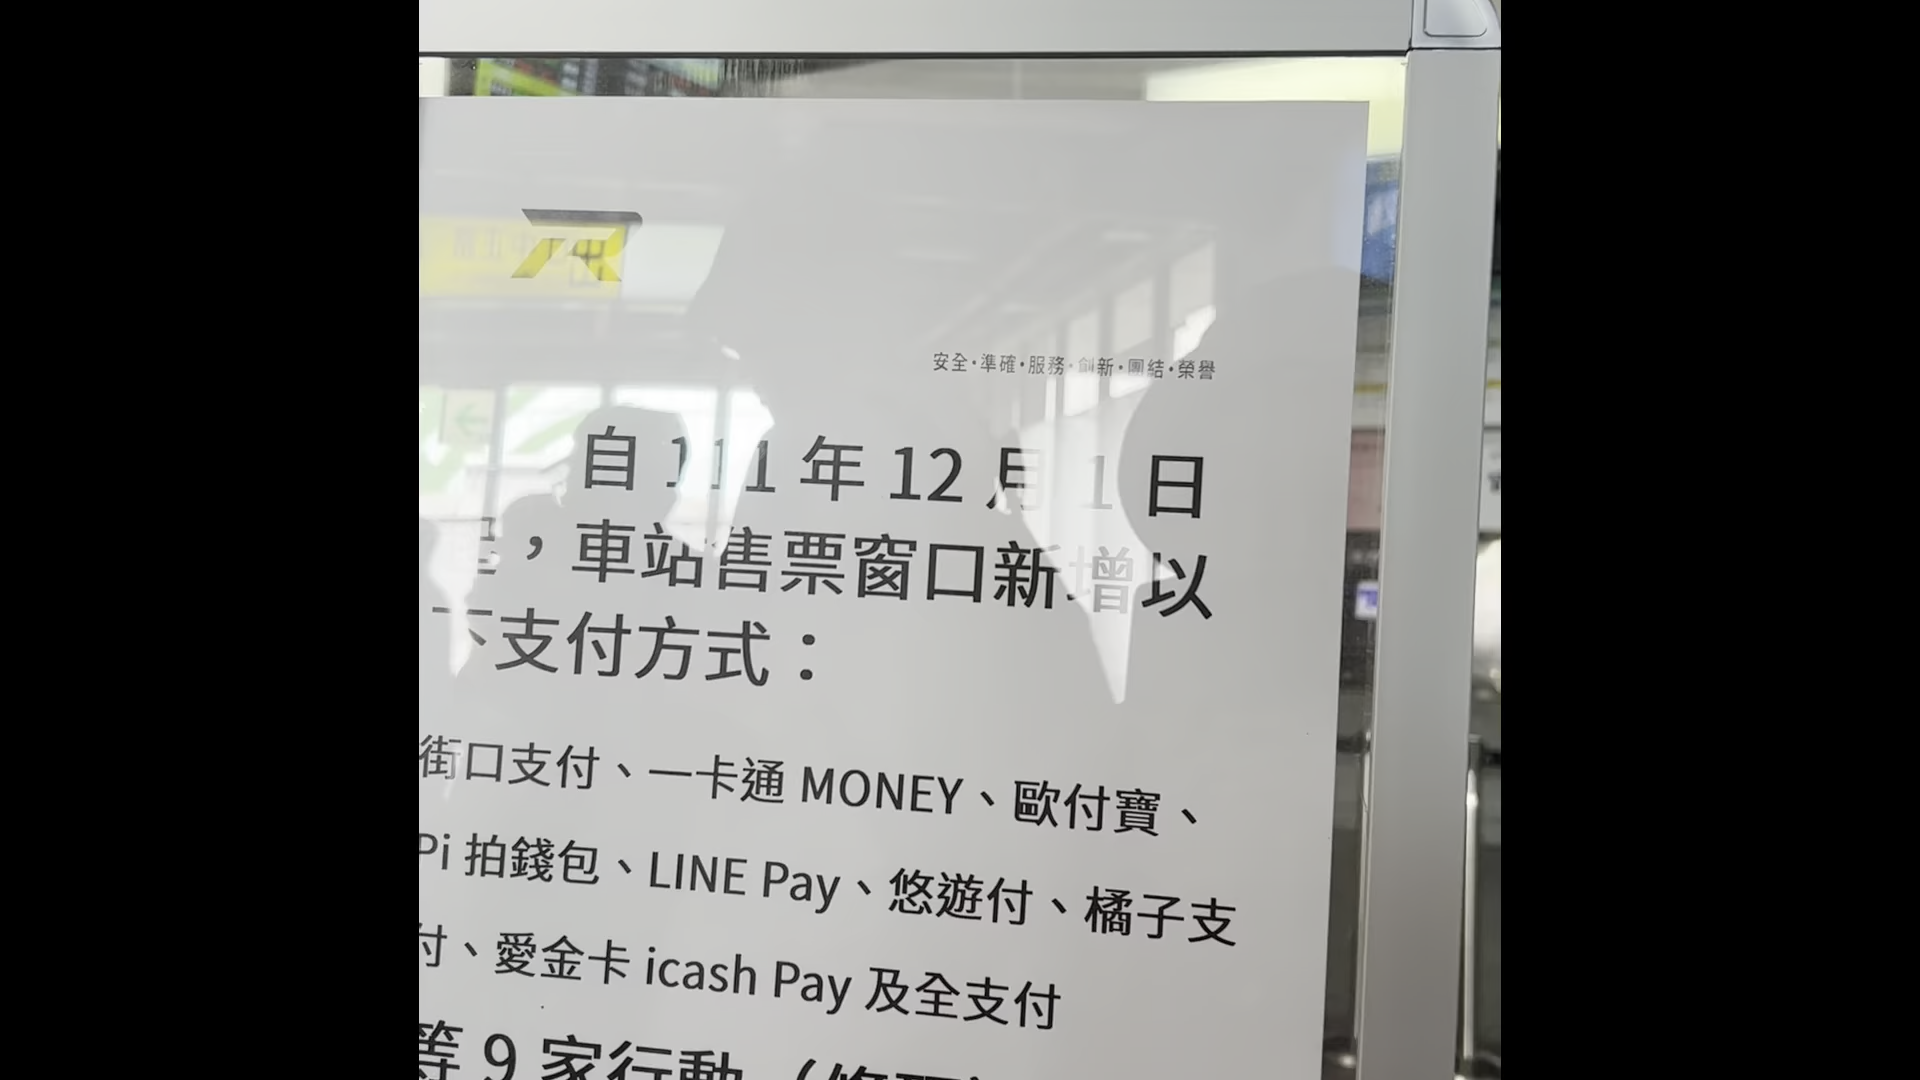 安全·準確·服務·創新·團結·榮譽
自 111 年 12 月 1 日
起，車站售票窗口新增以
下支付方式：
街口支付、一卡通 MONEY、歐付寶、
Pi 拍錢包、LINE Pay、悠遊付、橘子支
付、愛金卡 icash Pay 及全支付
等 9 家行動